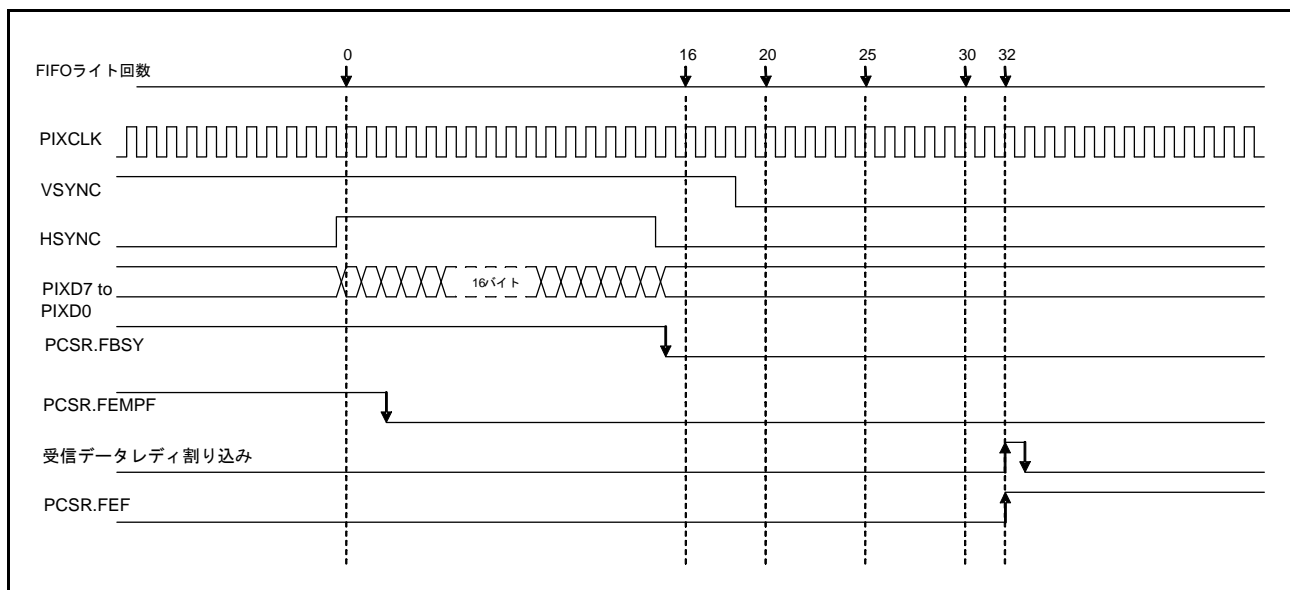 0 16 20 25 30 32
FIFOライト回数
PIXCLK
VSYNC
HSYNC
PIXD7 to
PIXD0
16バイト
PCSR.FBSY
PCSR.FEMPF
受信データレディ割り込み
PCSR.FEF